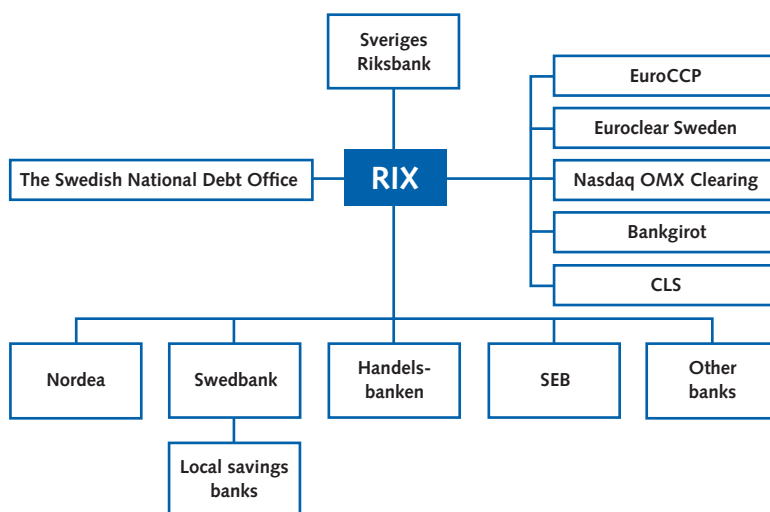 Sveriges
Riksbank
EuroCCP
Euroclear Sweden
The Swedish National Debt Office
RIX
Nasdaq OMX Clearing
Bankgirot
CLS
Nordea
Swedbank
Handels-
banken
SEB
Other
banks
Local savings
banks